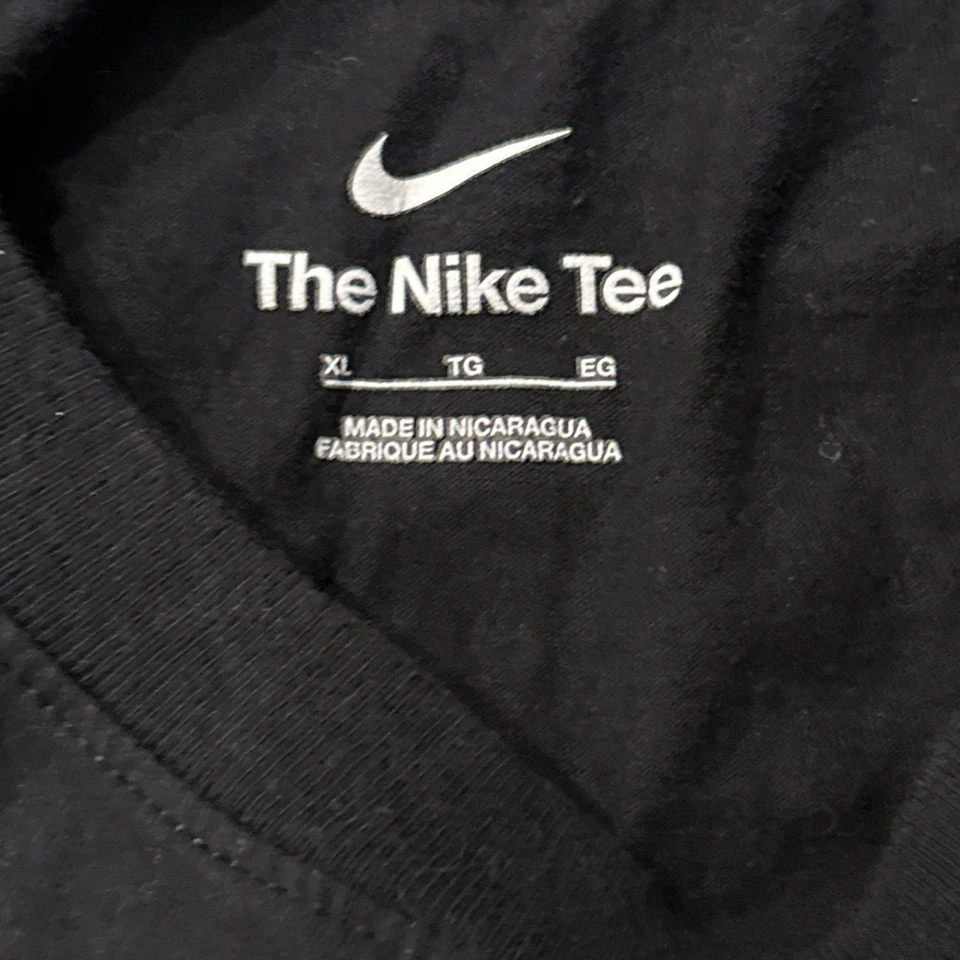 The Nike Tee
XL TG EG
MADE IN NICARAGUA
FABRIQUE AU NICARAGUA